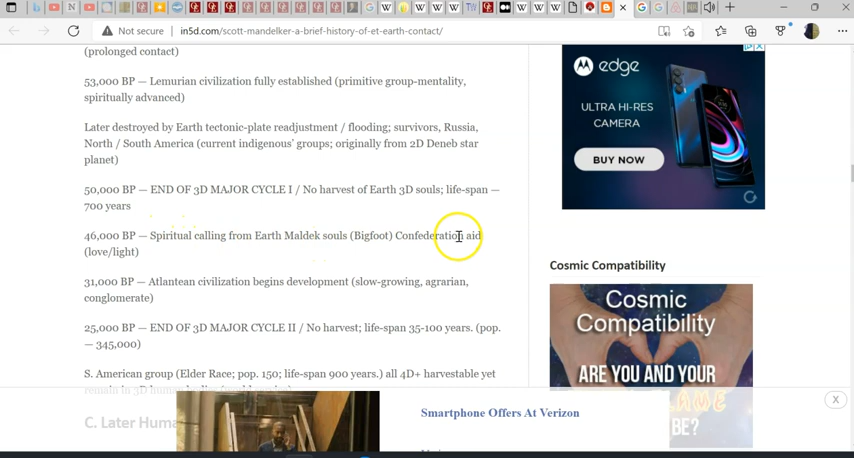 Not secure
in5d.com/scott-mandelker-a-brief-history-of-et-earth-contact/
(prolonged contact)
53,000 BP — Lemurian civilization fully established (primitive group-mentality,
spiritually advanced)
Later destroyed by Earth tectonic-plate readjustment / flooding; survivors, Russia,
North / South America (current indigenous' groups; originally from 2D Deneb star
planet)
50,000 BP — END OF 3D MAJOR CYCLE I / No harvest of Earth 3D souls; life-span —
700 years
46,000 BP — Spiritual calling from Earth Maldek souls (Bigfoot) Confederation aid
(love/light)
31,000 BP — Atlantean civilization begins development (slow-growing, agrarian,
conglomerate)
25,000 BP — END OF 3D MAJOR CYCLE II / No harvest; life-span 35-100 years. (pop.
— 345,000)
S. American group (Elder Race; pop. 150; life-span 900 years.) all 4D+ harvestable yet
remain in 3D human bodies
C. Later Huma
edge
ULTRA HI-RES
CAMERA
BUY NOW
Cosmic Compatibility
Cosmic
Compatibility
ARE YOU AND YOUR
FLAME
BE?
Smartphone Offers At Verizon
X